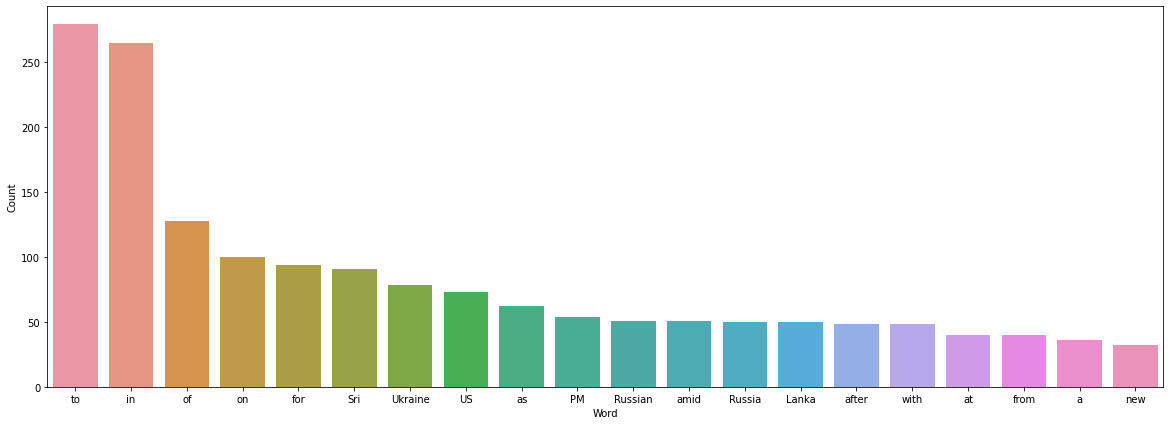 250
200
150
100
50
0
Count
to in of on for Sri Ukraine US as PM Russian amid Russia Lanka after with at from a new
Word